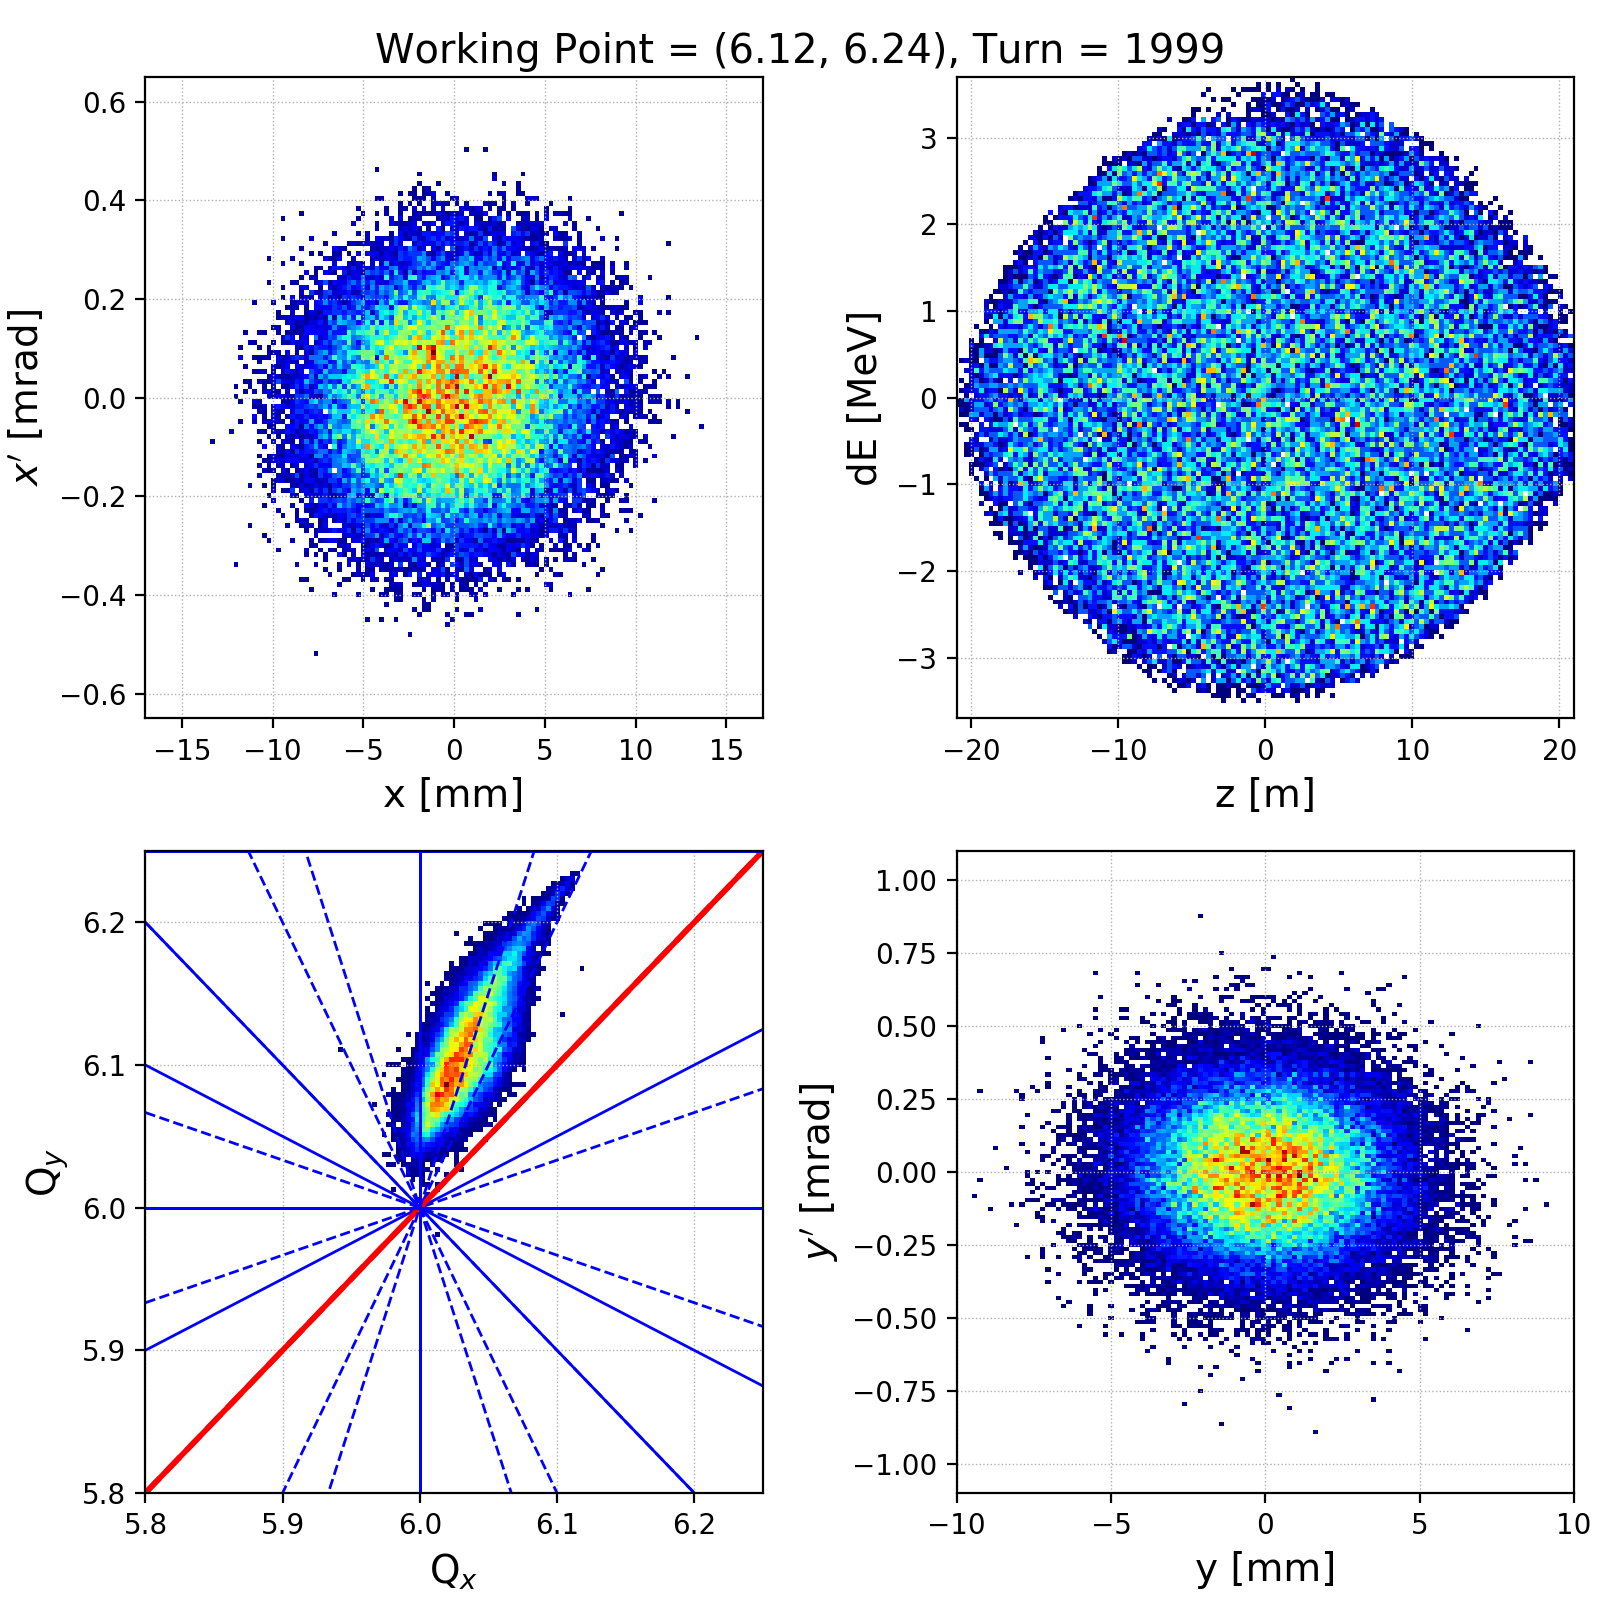 Working Point = (6.12, 6.24), Turn = 1999
0.6
0.4
0.2
0.0
−0.2
−0.4
−0.6
x′ [mrad]
−15 −10 −5 0 5 10 15
x [mm]
3
2
1
0
−1
−2
−3
dE [MeV]
−20 −10 0 10 20
z [m]
6.2
6.1
6.0
5.9
5.8
Qy
5.8 5.9 6.0 6.1 6.2
Qx
1.00
0.75
0.50
0.25
0.00
−0.25
−0.50
−0.75
−1.00
y′ [mrad]
−10 −5 0 5 10
y [mm]